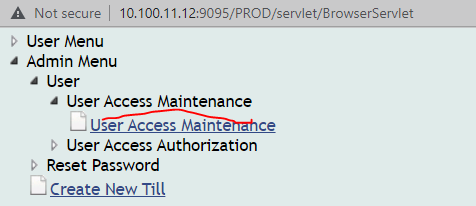 Not secure 10.100.11.12:9095/PROD/servlet/BrowserServlet
User Menu
Admin Menu
User
User Access Maintenance
User Access Maintenance
User Access Authorization
Reset Password
Create New Till